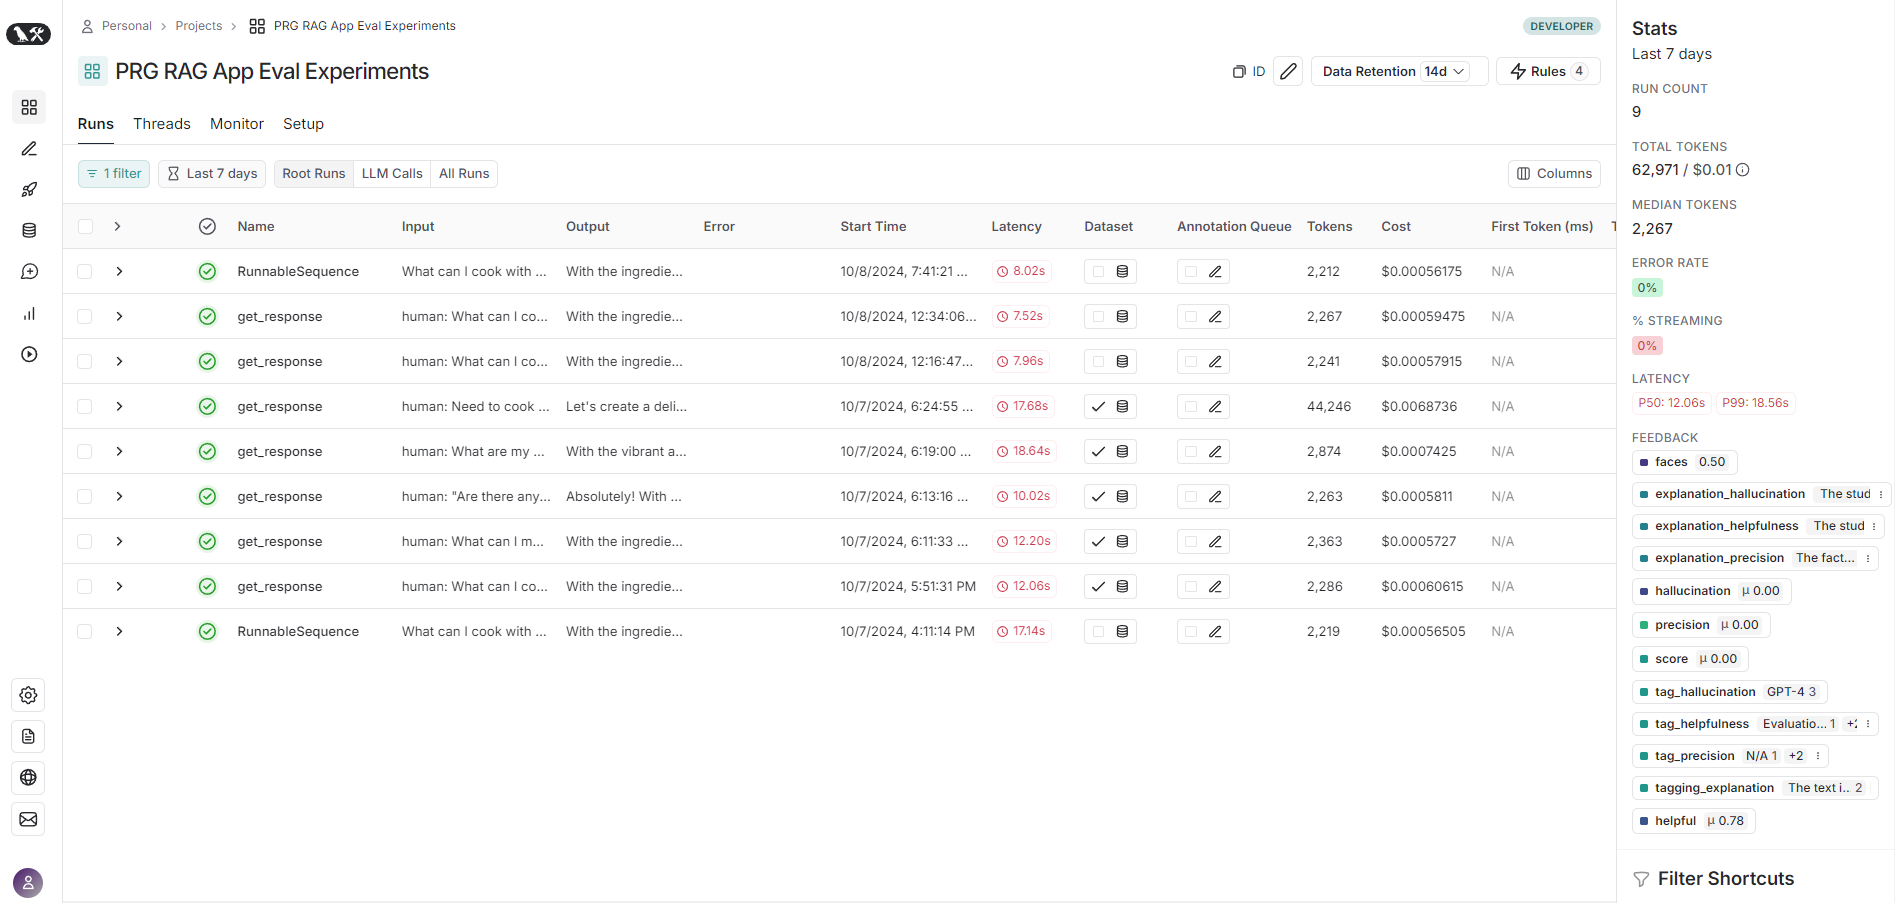 Personal > Projects > PRG RAG App Eval Experiments
DEVELOPER
PRG RAG App Eval Experiments
ID
Data Retention 14d
Rules 4
Runs Threads Monitor Setup
1 filter Last 7 days Root Runs LLM Calls All Runs Columns
Name Input Output Error Start Time Latency Dataset Annotation Queue Tokens Cost First Token (ms) T
RunnableSequence What can I cook with ... With the ingredie... 10/8/2024, 7:41:21 ... 8.02s 2,212 $0.00056175 N/A
get_response human: What can I co... With the ingredie... 10/8/2024, 12:34:06... 7.52s 2,267 $0.00059475 N/A
get_response human: What can I co... With the ingredie... 10/8/2024, 12:16:47... 7.96s 2,241 $0.00057915 N/A
get_response human: Need to cook ... Let's create a deli... 10/7/2024, 6:24:55 ... 17.68s 44,246 $0.0068736 N/A
get_response human: What are my ... With the vibrant a... 10/7/2024, 6:19:00 ... 18.64s 2,874 $0.0007425 N/A
get_response human: "Are there any... Absolutely! With ... 10/7/2024, 6:13:16 ... 10.02s 2,263 $0.0005811 N/A
get_response human: What can I m... With the ingredie... 10/7/2024, 6:11:33 ... 12.20s 2,363 $0.0005727 N/A
get_response human: What can I co... With the ingredie... 10/7/2024, 5:51:31 PM 12.06s 2,286 $0.00060615 N/A
RunnableSequence What can I cook with ... With the ingredie... 10/7/2024, 4:11:14 PM 17.14s 2,219 $0.00056505 N/A
Stats
Last 7 days
RUN COUNT
9
TOTAL TOKENS
62,971 / $0.01
MEDIAN TOKENS
2,267
ERROR RATE
0%
% STREAMING
0%
LATENCY
P50: 12.06s P99: 18.56s
FEEDBACK
faces 0.50
explanation_hallucination The stud
explanation_helpfulness The stud
explanation_precision The fact...
hallucination μ 0.00
precision μ 0.00
score μ 0.00
tag_hallucination GPT-4 3
tag_helpfulness Evaluatio... 1 +2
tag_precision N/A 1 +2
tagging_explanation The text i... 2
helpful μ 0.78
Filter Shortcuts